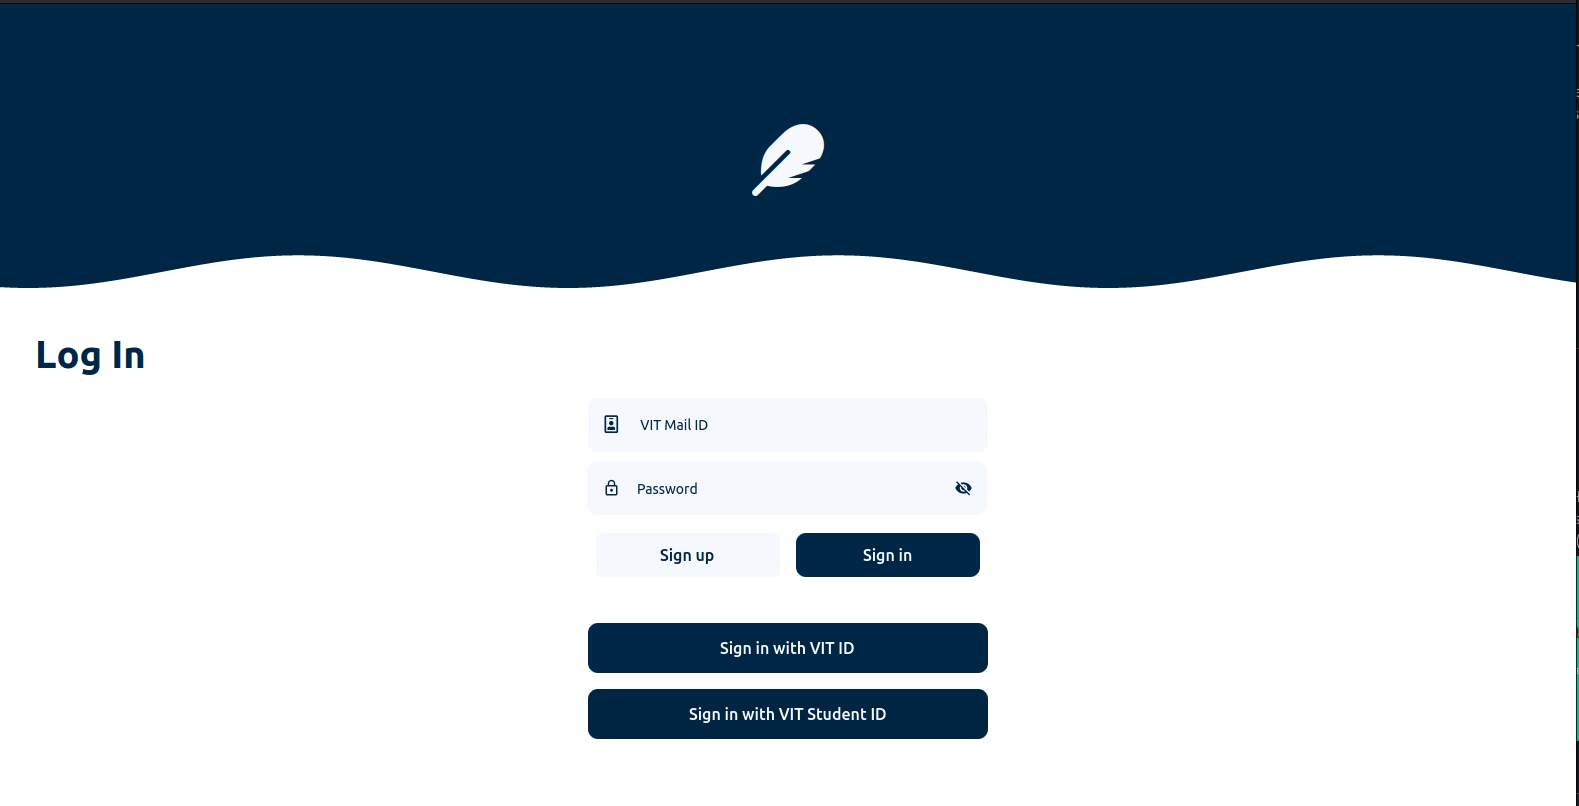 Log In
VIT Mail ID
Password
Sign up
Sign in
Sign in with VIT ID
Sign in with VIT Student ID